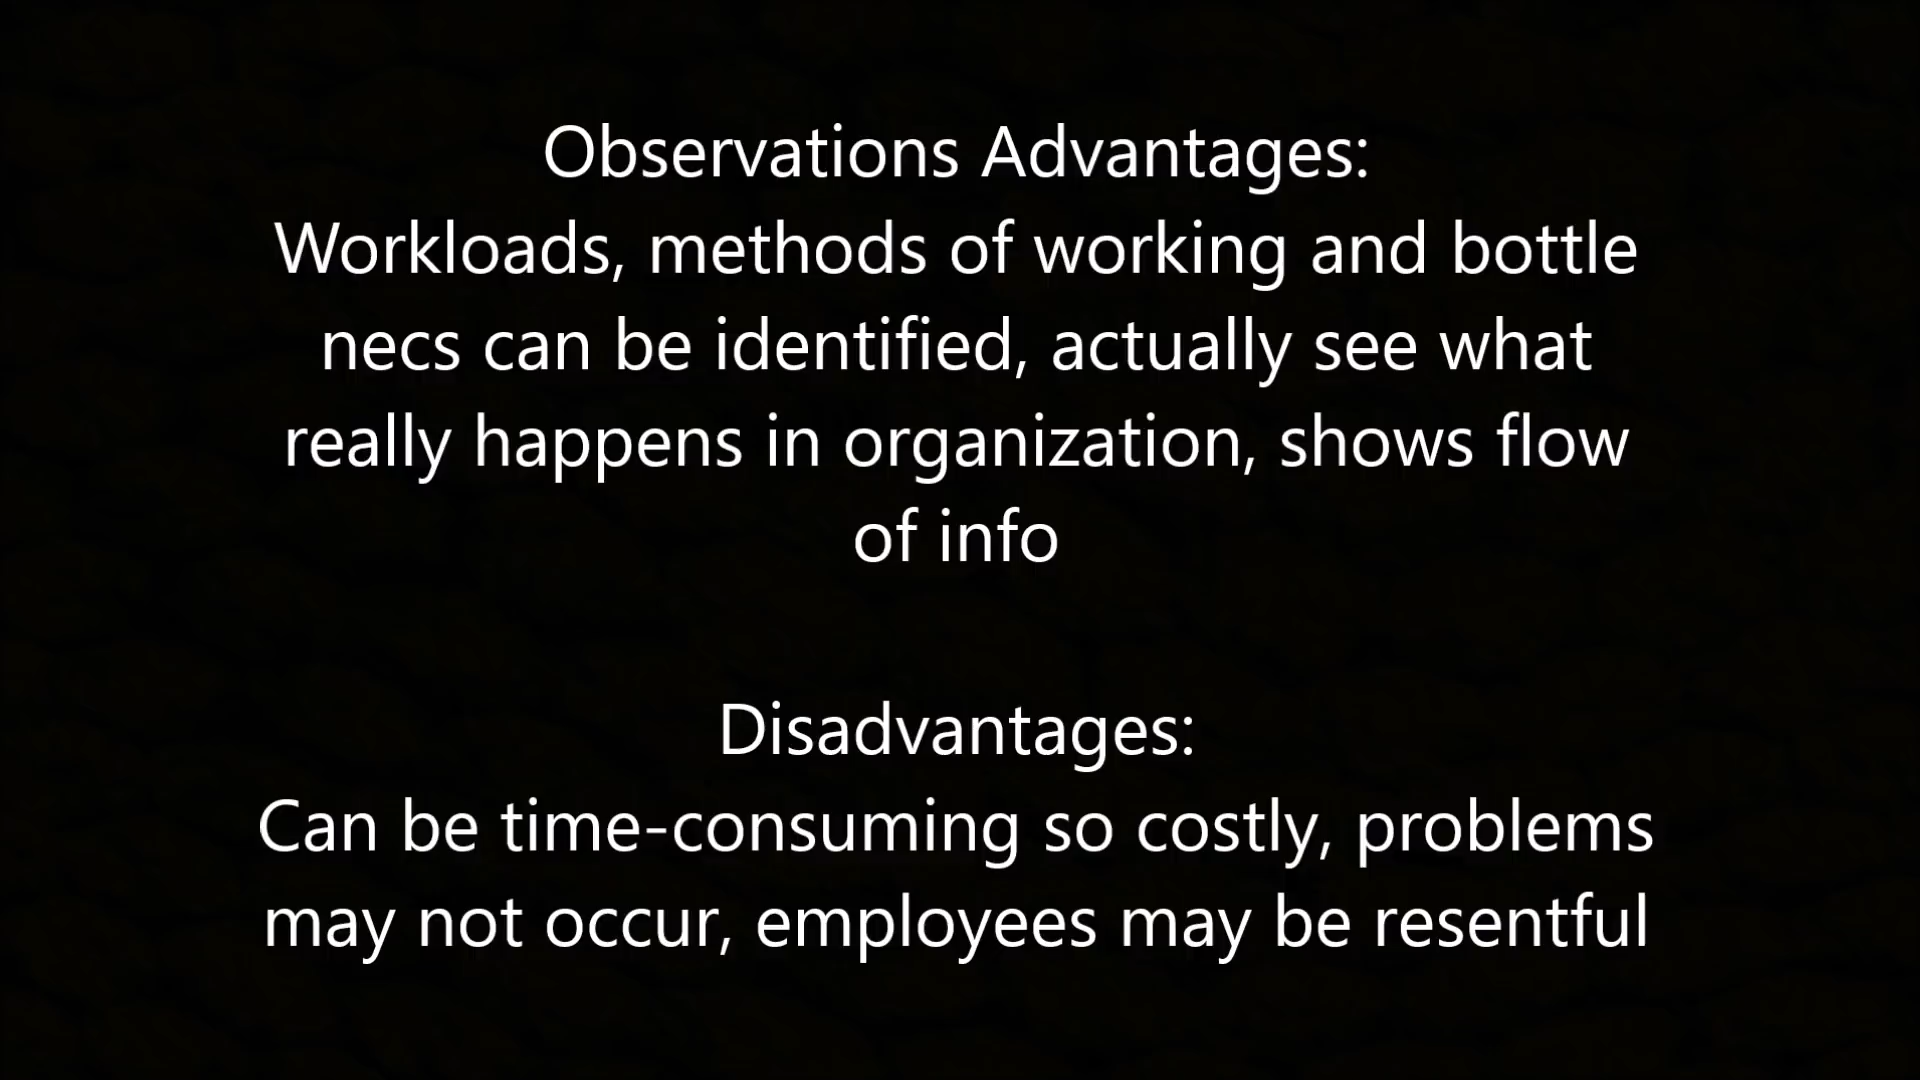 Observations Advantages:
Workloads, methods of working and bottle
necs can be identified, actually see what
really happens in organization, shows flow
of info
Disadvantages:
Can be time-consuming so costly, problems
may not occur, employees may be resentful